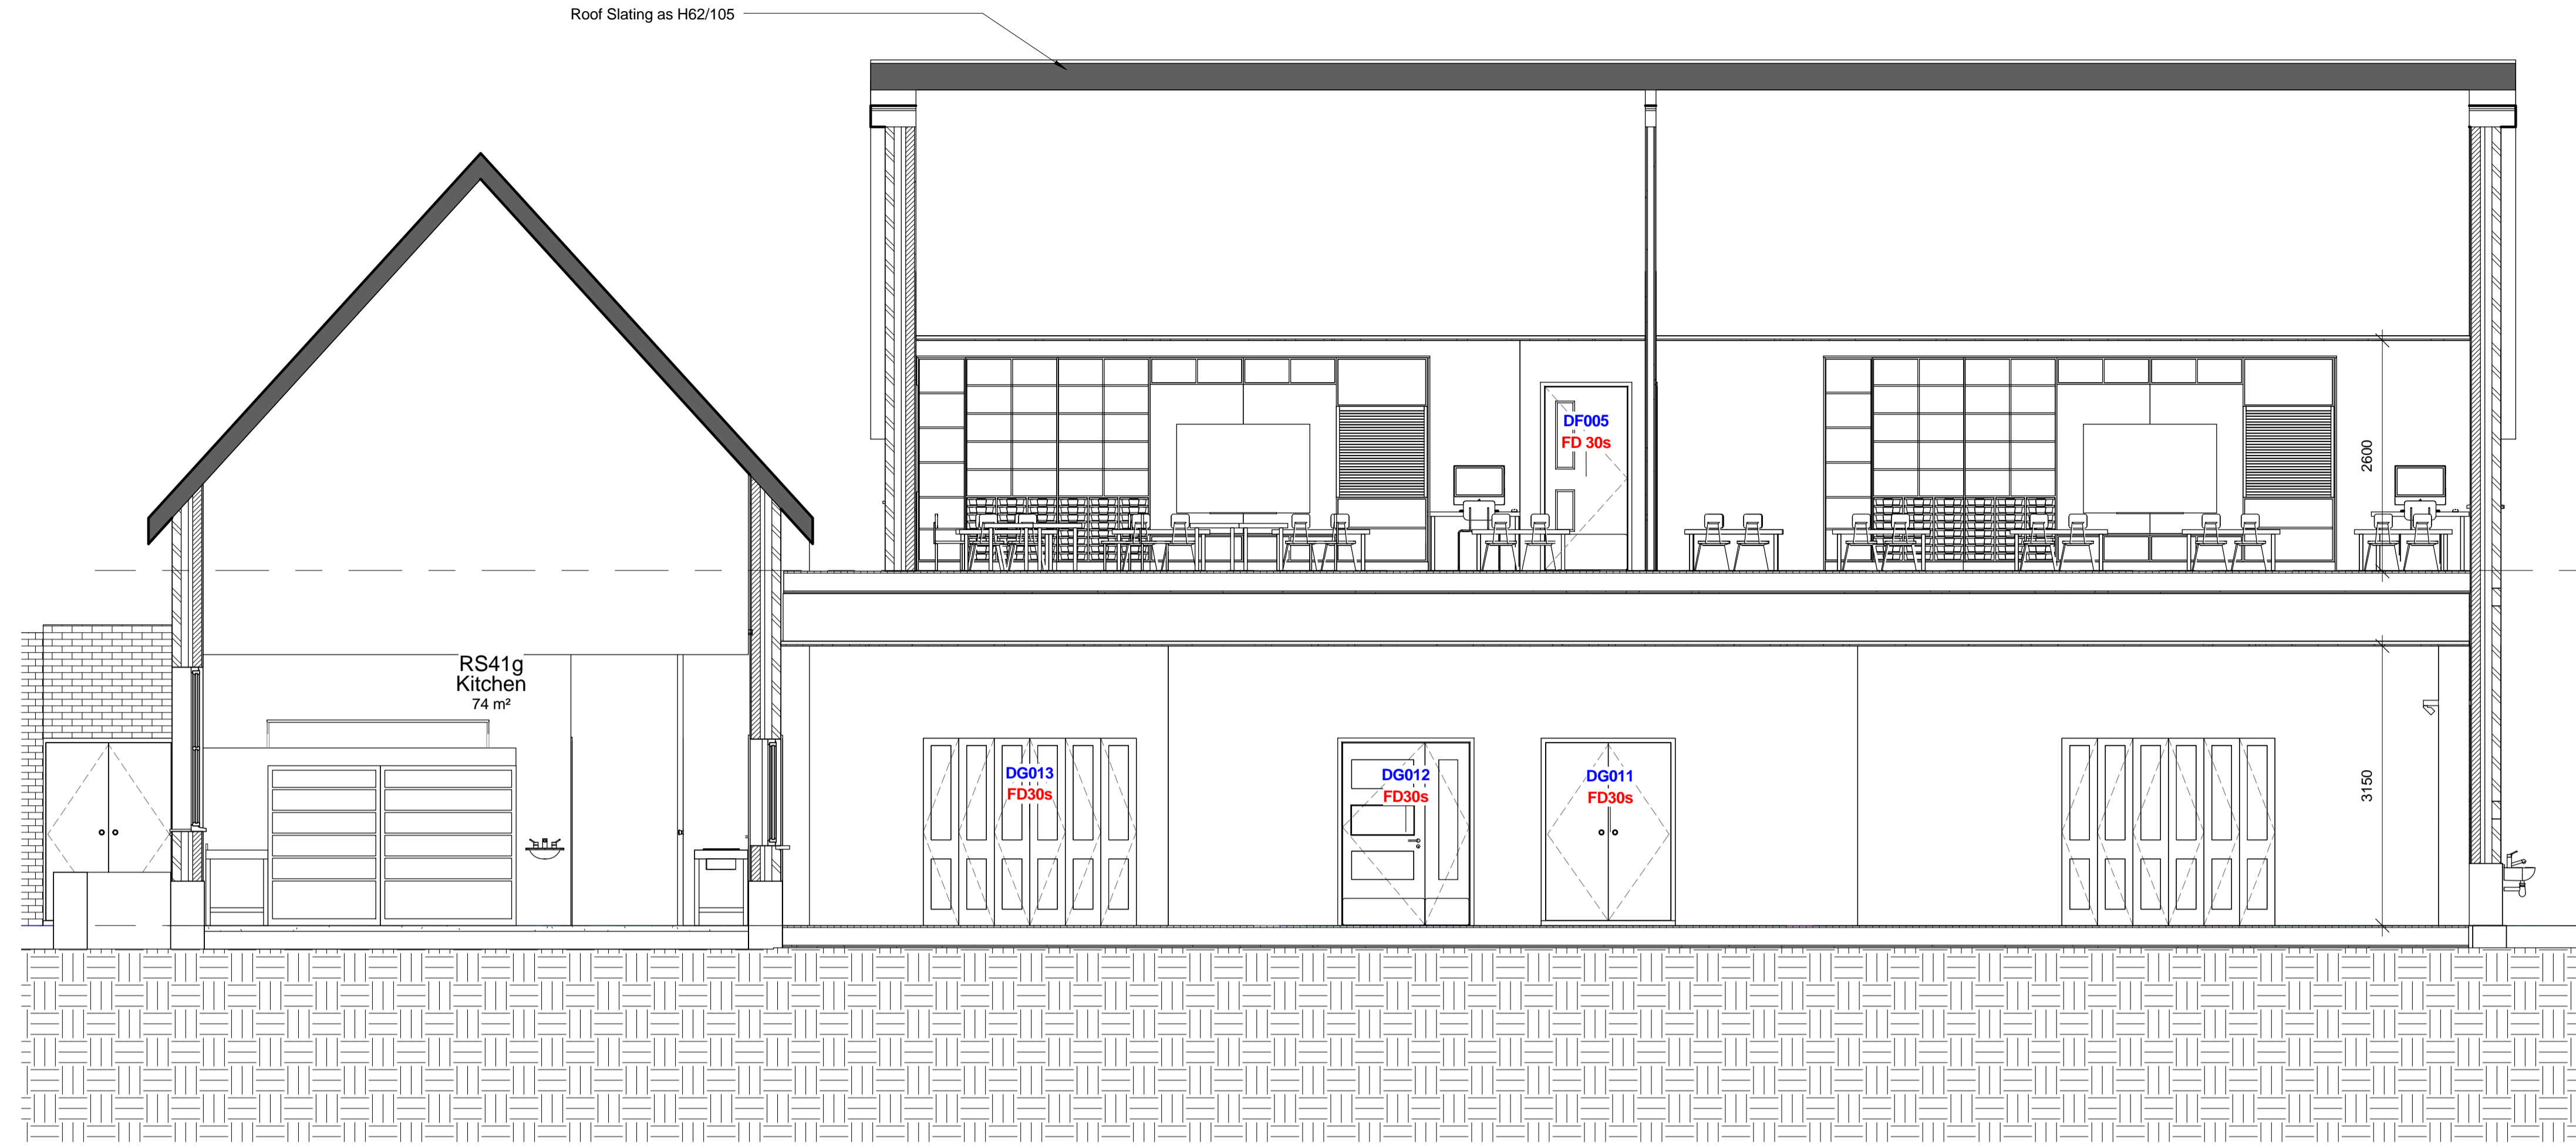 Roof Slating as H62/105
DF005
FD 30s
2600
RS41g
Kitchen
74 m²
DG013
FD30s
DG012
FD30s
DG011
FD30s
3150